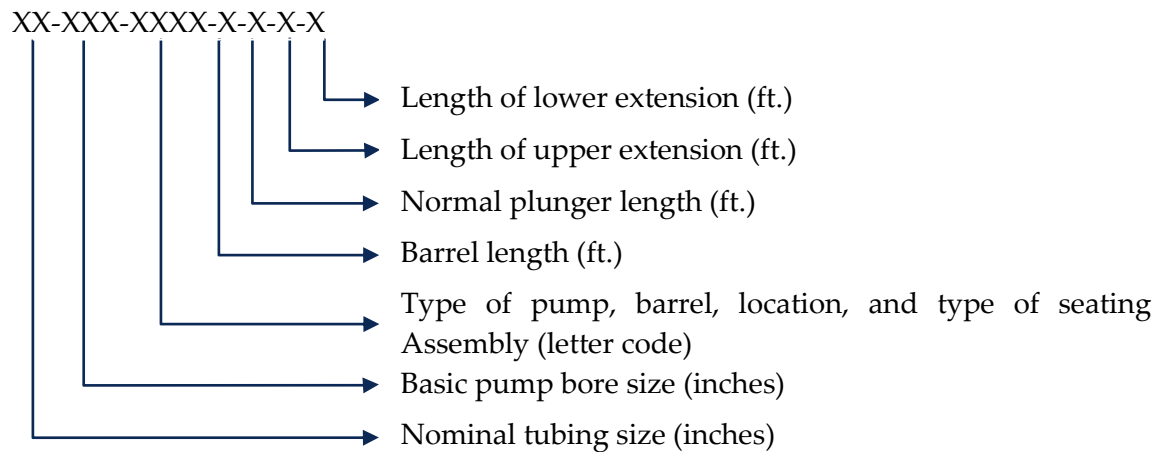 XX-XXX-XXXX-X-X-X-X
Length of lower extension (ft.)
Length of upper extension (ft.)
Normal plunger length (ft.)
Barrel length (ft.)
Type of pump, barrel, location, and type of seating
Assembly (letter code)
Basic pump bore size (inches)
Nominal tubing size (inches)